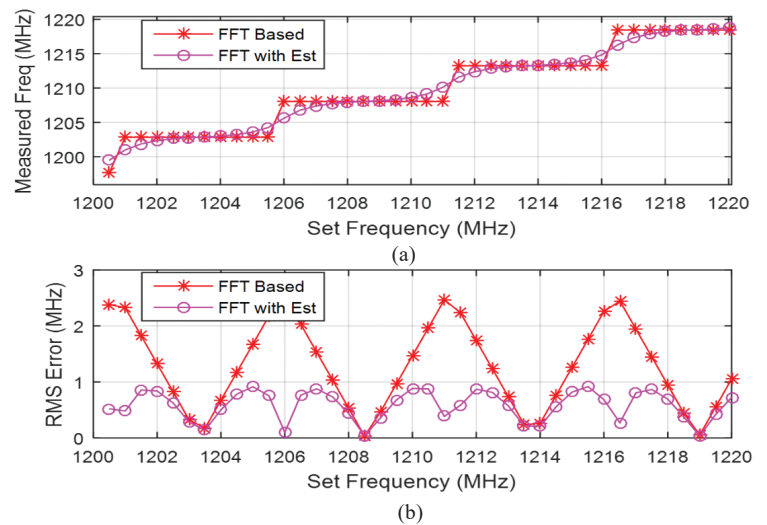 1220
1215
1210
1205
1200
Measured Freq (MHz)
FFT Based
FFT with Est
1200 1202 1204 1206 1208 1210 1212 1214 1216 1218 1220
Set Frequency (MHz)
(a)
3
2
1
0
RMS Error (MHz)
FFT Based
FFT with Est
1200 1202 1204 1206 1208 1210 1212 1214 1216 1218 1220
Set Frequency (MHz)
(b)